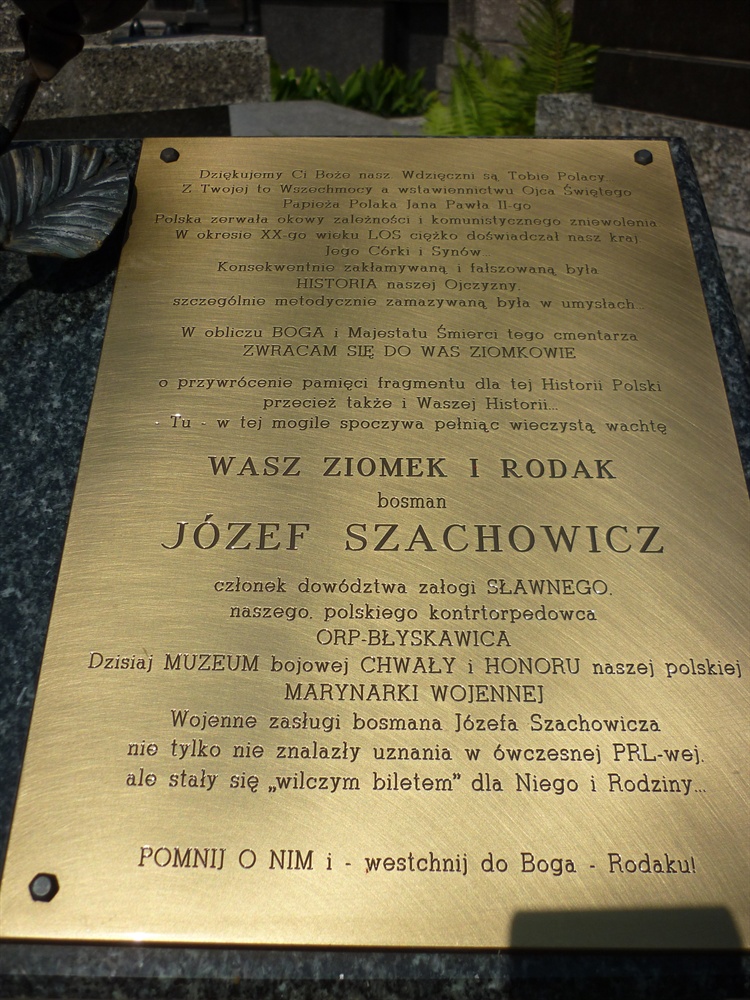 Dziękujemy Ci Boże nasz Wdzięczni są Tobie Polacy
Z Twojej to Wszechmocy a wstawiennictwu Ojca Świętego
Papieża Polaka Jana Pawła II-go
Polska zerwała okowy zależności i komunistycznego zniewolenia
W okresie XX-go wieku LOS ciężko doświadczał nasz kraj
Jego Córki i Synów...
Konsekwentnie zakłamywaną i fałszowaną była
HISTORIA naszej Ojczyzny,
szczególnie metodycznie zamazywaną była w umysłach...
W obliczu BOGA i Majestatu Śmierci tego cmentarza
ZWRACAM SIĘ DO WAS ZIOMKOWIE
o przywrócenie pamięci fragmentu dla tej Historii Polski
przecież także i Waszej Historii...
- Tu - w tej mogile spoczywa pełniąc wieczystą wachtę
WASZ ZIOMEK I RODAK
bosman
JÓZEF SZACHOWICZ
członek dowództwa załogi SŁAWNEGO,
naszego, polskiego kontrtorpedowca
ORP-BŁYSKAWICA
Dzisiaj MUZEUM bojowej CHWAŁY i HONORU naszej polskiej
MARYNARKI WOJENNEJ
Wojenne zasługi bosmana Józefa Szachowicza
nie tylko nie znalazły uznania w ówczesnej PRL-wej,
ale stały się „wilczym biletem” dla Niego i Rodziny...
POMNIJ O NIM i - westchnij do Boga - Rodaku!